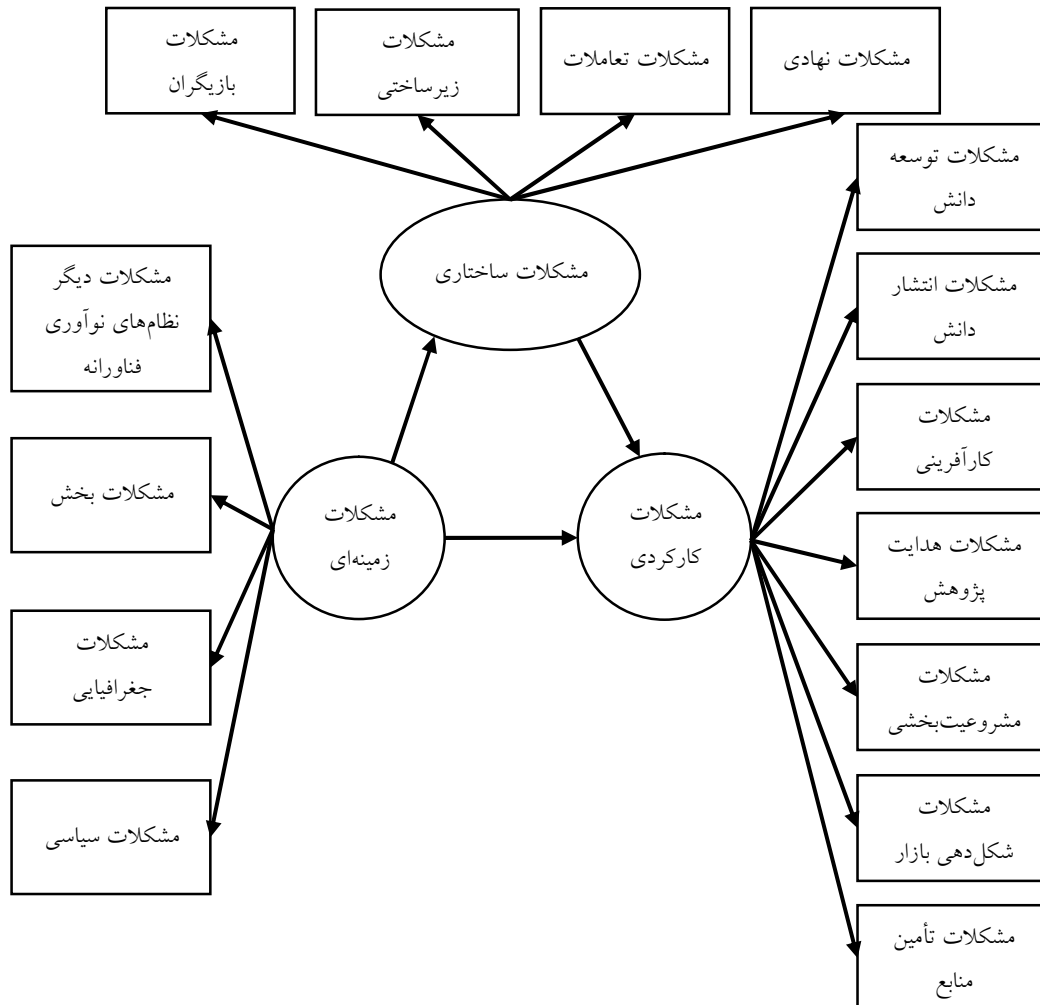 مشکلات نهادی
مشکلات تعاملات
مشکلات
زیرساختی
مشکلات
بازیگران
مشکلات ساختاری
مشکلات توسعه
دانش
مشکلات انتشار
دانش
مشکلات
کارآفرینی
مشکلات هدایت
پژوهش
مشکلات
مشروعیت‌بخشی
مشکلات
شکل‌دهی بازار
مشکلات تأمین
منابع
مشکلات
کارکردی
مشکلات
زمینه‌ای
مشکلات دیگر
نظام‌های نوآوری
فناورانه
مشکلات بخش
مشکلات
جغرافیایی
مشکلات سیاسی